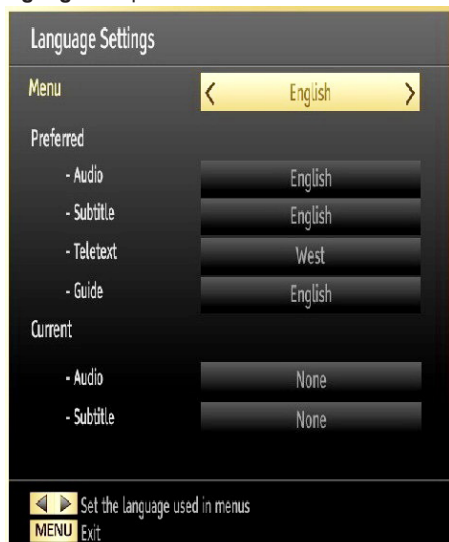 Language Settings
Menu < English >
Preferred
- Audio English
- Subtitle English
- Teletext West
- Guide English
Current
- Audio None
- Subtitle None
Set the language used in menus
MENU Exit